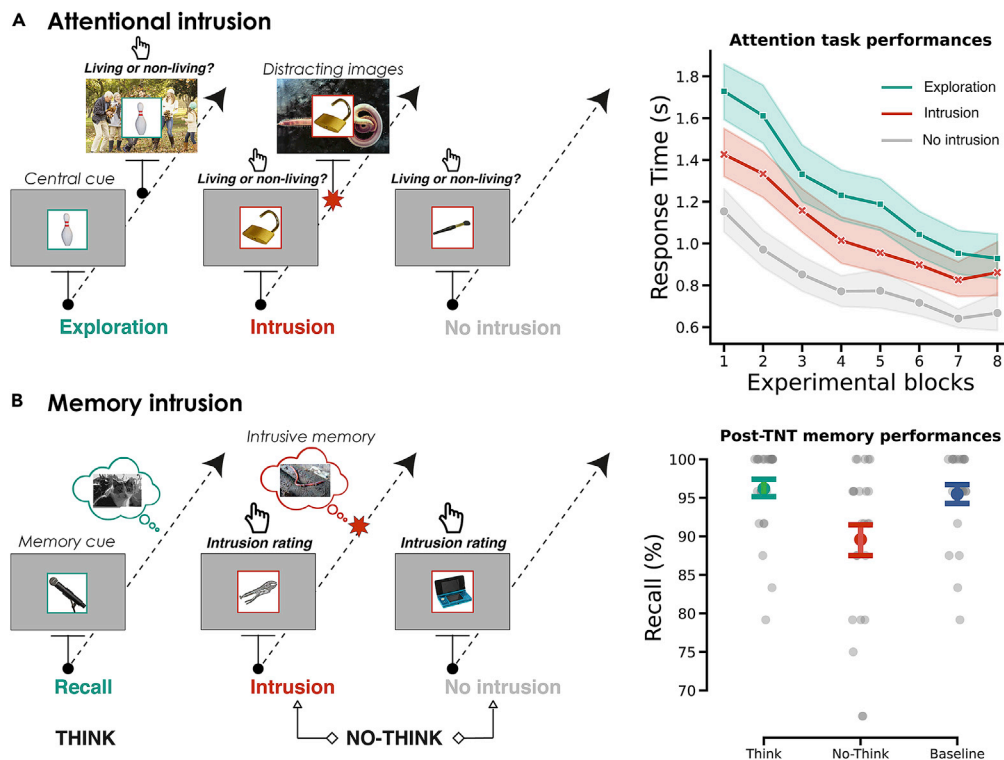 A Attentional intrusion
Living or non-living?
Distracting images
Central cue
Living or non-living?
Living or non-living?
Exploration
Intrusion
No intrusion
Attention task performances
Response Time (s)
1.8
1.6
1.4
1.2
1.0
0.8
0.6
Exploration
Intrusion
No intrusion
1 2 3 4 5 6 7 8
Experimental blocks
B Memory intrusion
Intrusive memory
Memory cue
Intrusion rating
Intrusion rating
Recall
Intrusion
No intrusion
THINK
NO-THINK
Post-TNT memory performances
Recall (%)
100
95
90
85
80
75
70
Think
No-Think
Baseline